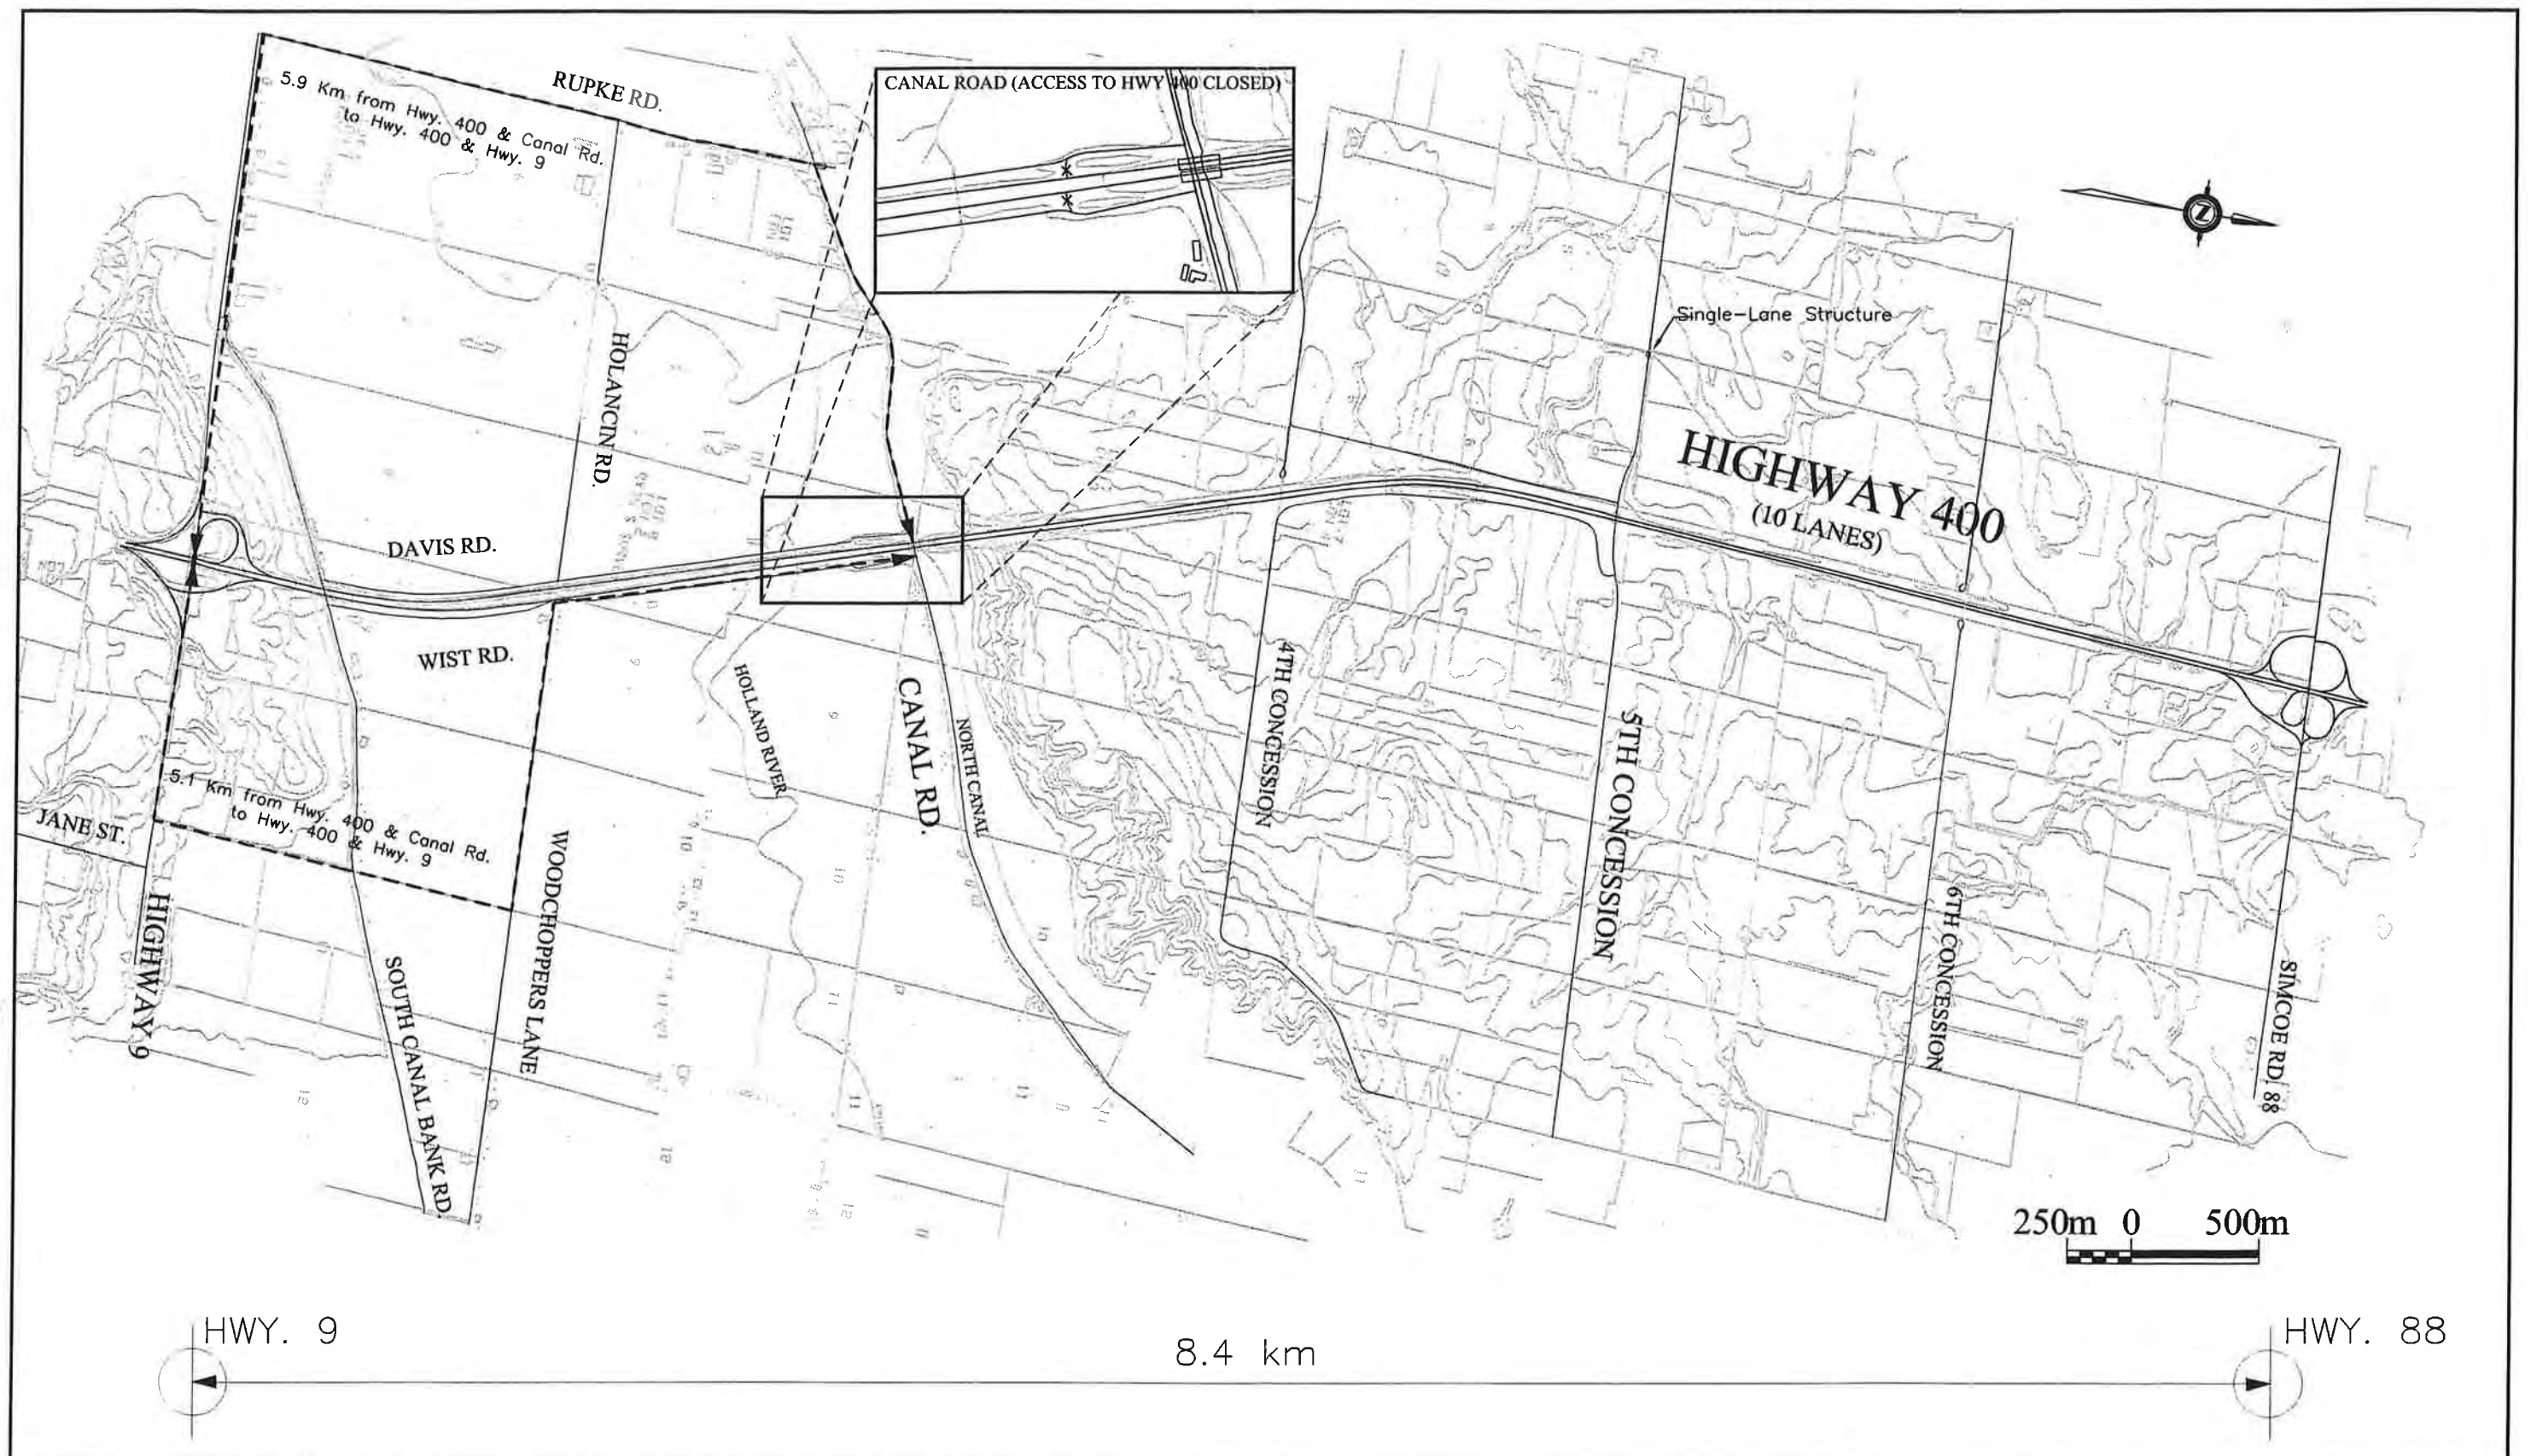 RUPKE RD.
5.9 Km from Hwy. 400 & Canal Rd.
to Hwy. 400 & Hwy. 9
CANAL ROAD (ACCESS TO HWY 400 CLOSED)
Single-Lane Structure
HOLANCIN RD.
HIGHWAY 400
(10 LANES)
DAVIS RD.
WIST RD.
HOLLAND RIVER
CANAL RD.
NORTH CANAL
4TH CONCESSION
5TH CONCESSION
6TH CONCESSION
SIMCOE RD. 88
5.1 Km from Hwy. 400 & Canal Rd.
to Hwy. 400 & Hwy. 9
JANE ST.
HIGHWAY 9
WOODCHOPPERS LANE
SOUTH CANAL BANK RD.
250m 0 500m
HWY. 9
8.4 km
HWY. 88